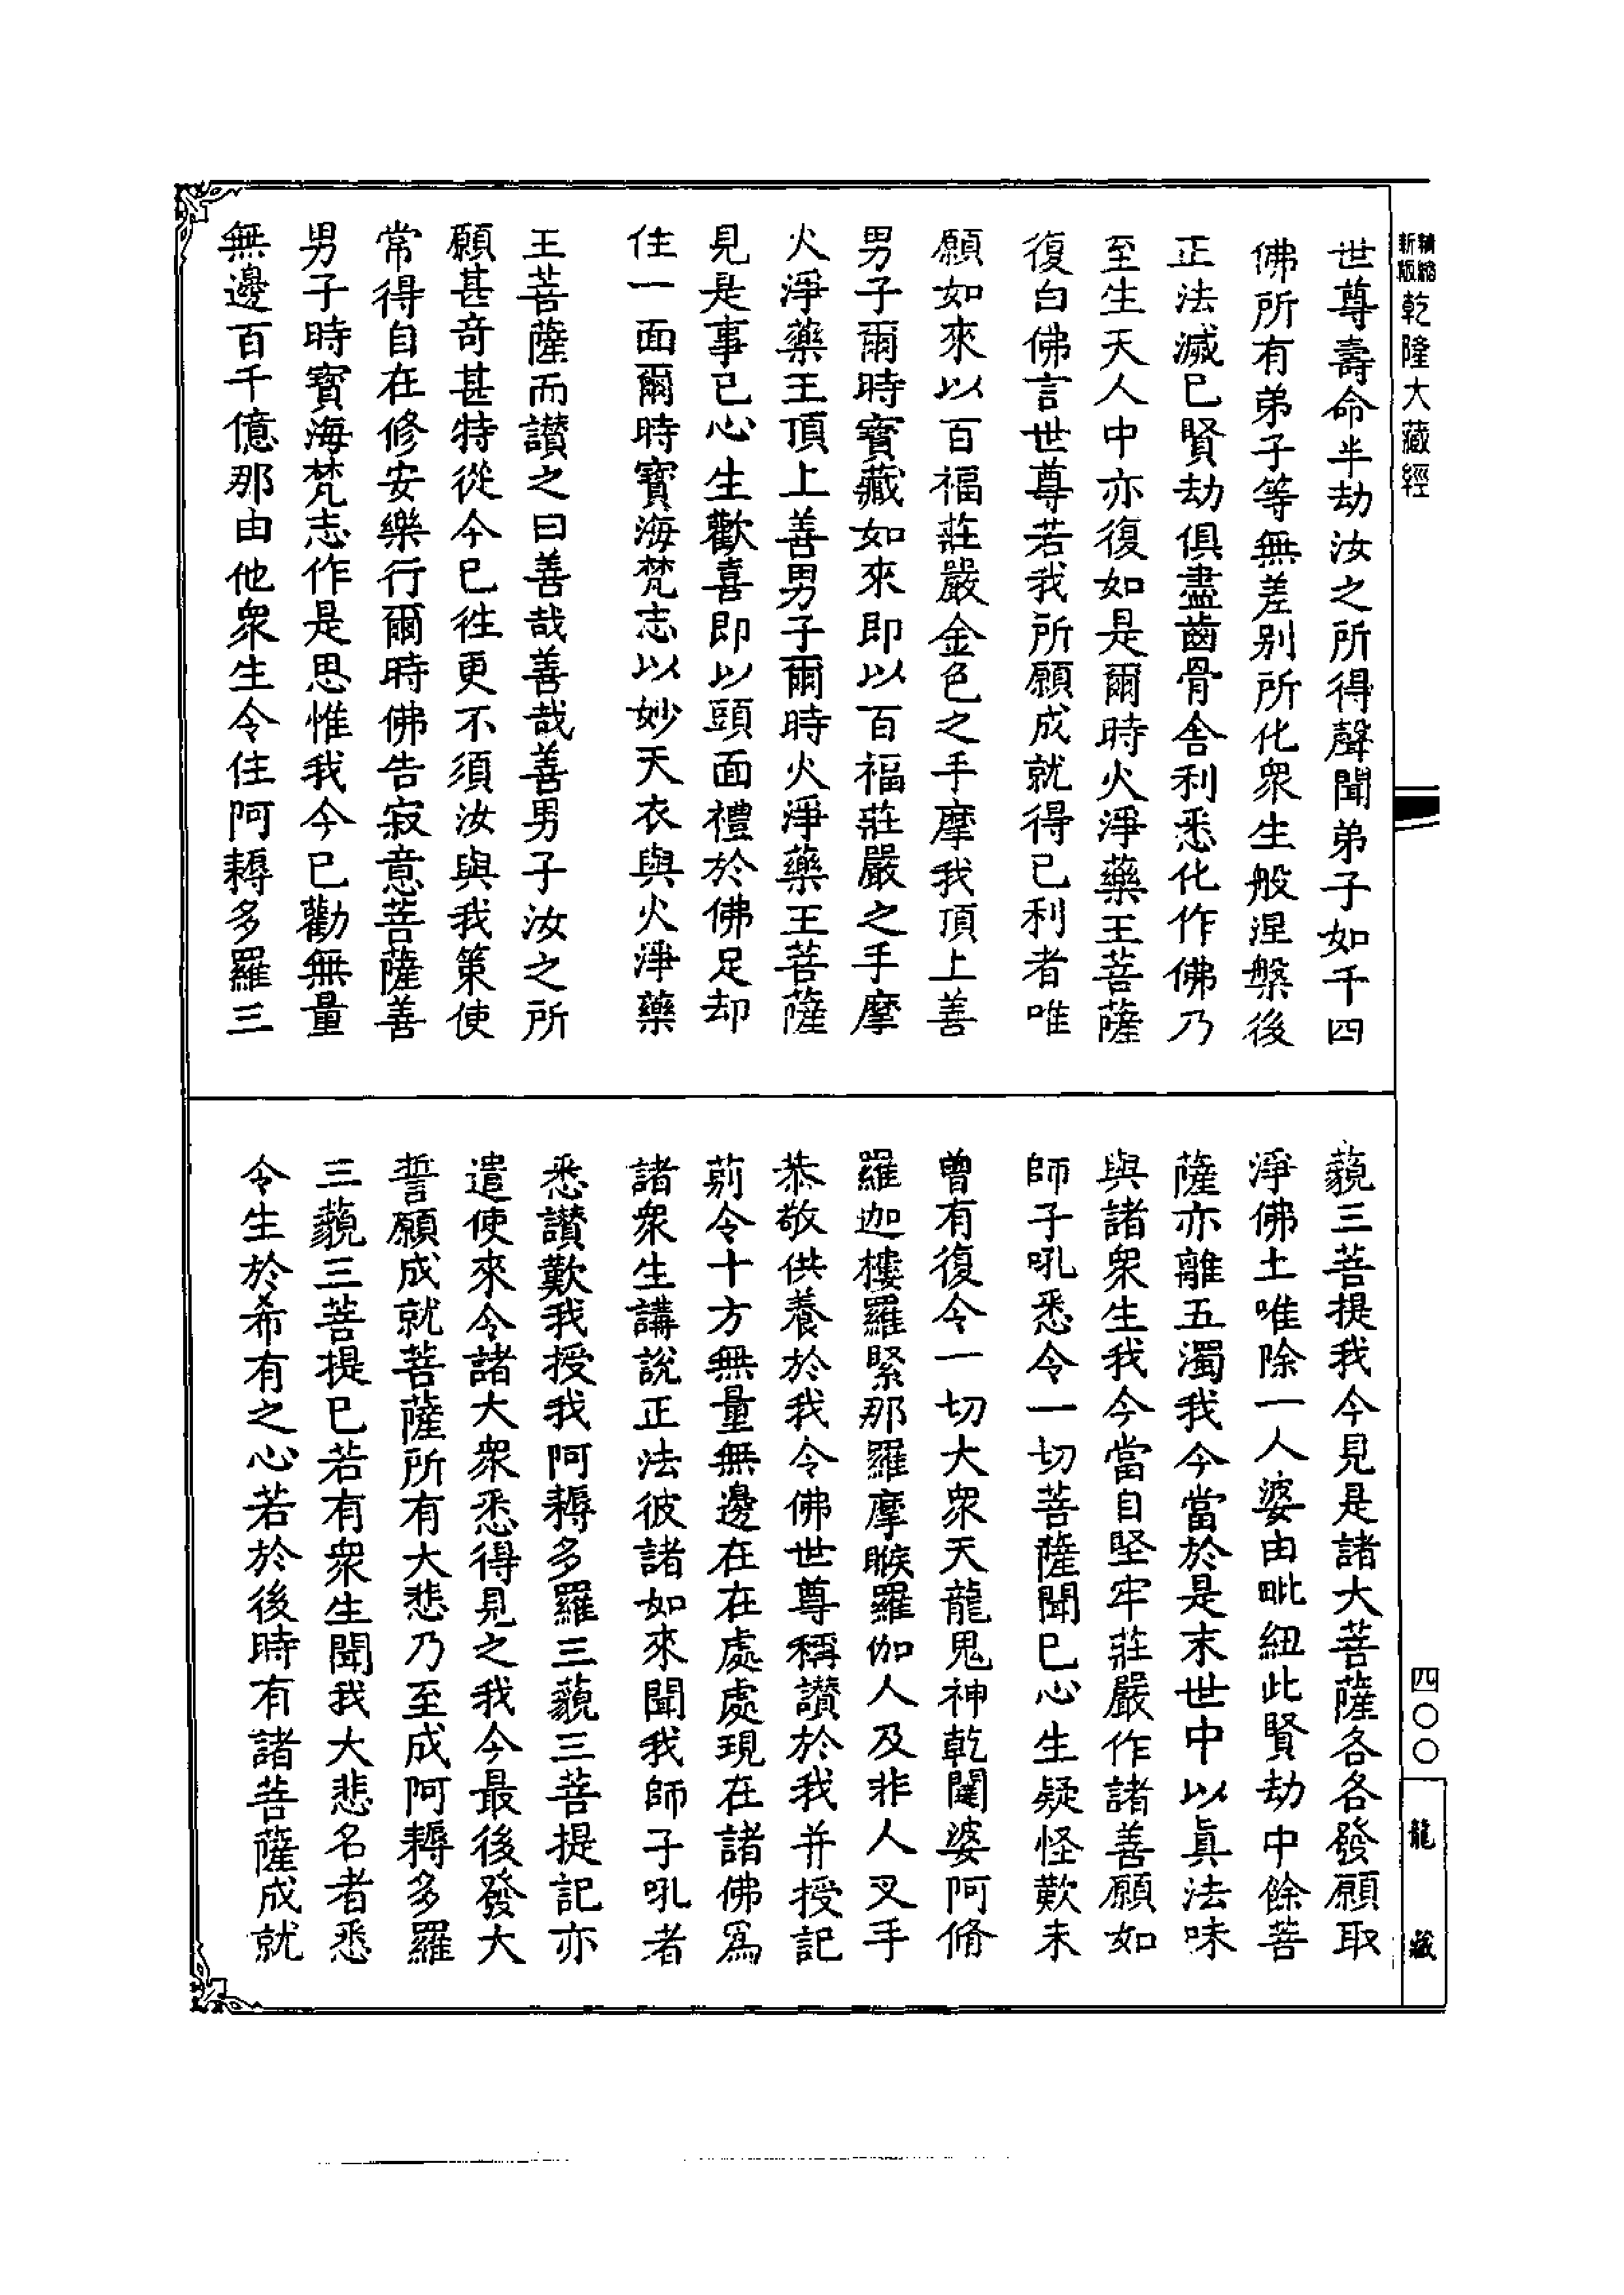 精縮
新版
乾隆大藏經
世尊壽命半劫汝之所得聲聞弟子如千四
佛所有弟子等無差別所化衆生般涅槃後
正法滅已賢劫俱盡齒骨舍利悉化作佛乃
至生天人中亦復如是爾時火淨藥王菩薩
復白佛言世尊若我所願成就得已利者唯
願如來以百福莊嚴金色之手摩我頂上善
男子爾時寶藏如來即以百福莊嚴之手摩
火淨藥王頂上善男子爾時火淨藥王菩薩
見是事已心生歡喜即以頭面禮於佛足却
住一面爾時寶海梵志以妙天衣與火淨藥
王菩薩而讚之曰善哉善哉善男子汝之所
願甚奇甚特從今已往更不須汝與我策使
常得自在修安樂行爾時佛告寂意菩薩善
男子時寶海梵志作是思惟我今已勸無量
無邊百千億那由他衆生令住阿耨多羅三
藐三菩提我今見是諸大菩薩各各發願取
淨佛土唯除一人婆由毗紐此賢劫中餘菩
薩亦離五濁我今當於是末世中以眞法味
與諸衆生我今當自堅牢莊嚴作諸善願如
師子吼悉令一切菩薩聞已心生疑怪歎未
曾有復令一切大衆天龍鬼神乾闥婆阿脩
羅迦樓羅緊那羅摩睺羅伽人及非人叉手
恭敬供養於我令佛世尊稱讚於我并授記
莂令十方無量無邊在在處處現在諸佛爲
諸衆生講說正法彼諸如來聞我師子吼者
悉讚歎我授我阿耨多羅三藐三菩提記亦
遣使來令諸大衆悉得見之我今最後發大
誓願成就菩薩所有大悲乃至成阿耨多羅
三藐三菩提已若有衆生聞我大悲名者悉
令生於希有之心若於後時有諸菩薩成就
四〇〇
龍藏